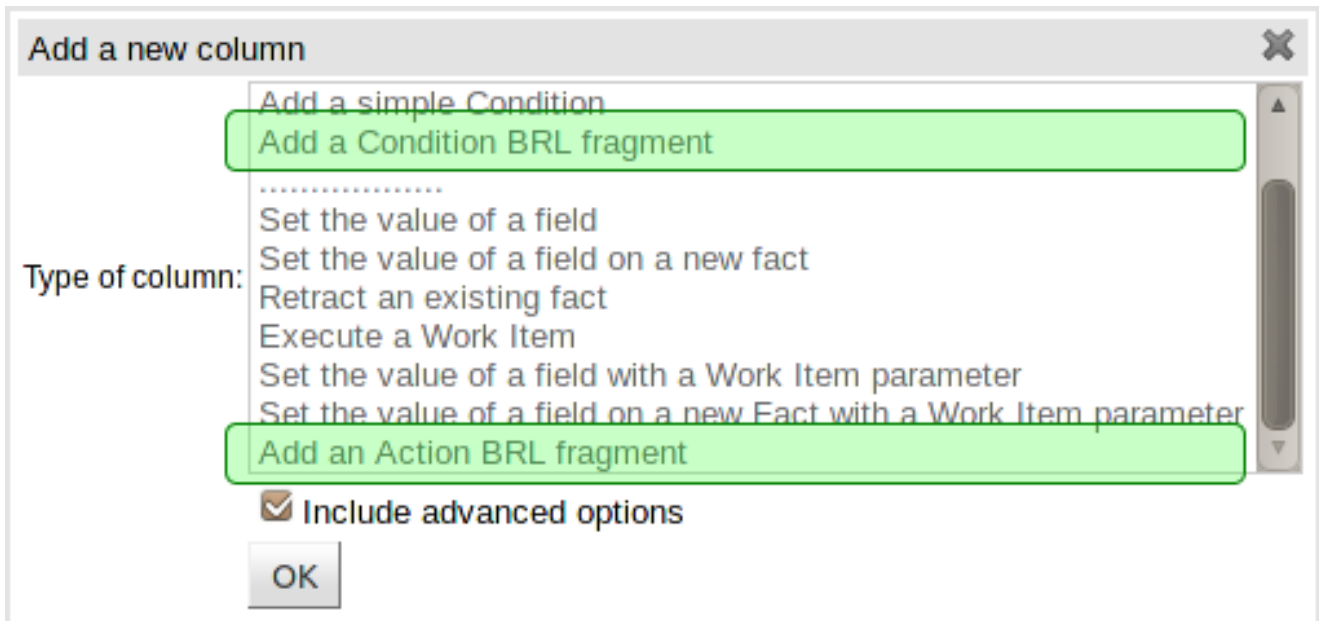 Add a new column
Add a simple Condition
Add a Condition BRL fragment
..................
Set the value of a field
Set the value of a field on a new fact
Type of column:
Retract an existing fact
Execute a Work Item
Set the value of a field with a Work Item parameter
Set the value of a field on a new Fact with a Work Item parameter
Add an Action BRL fragment
Include advanced options
OK